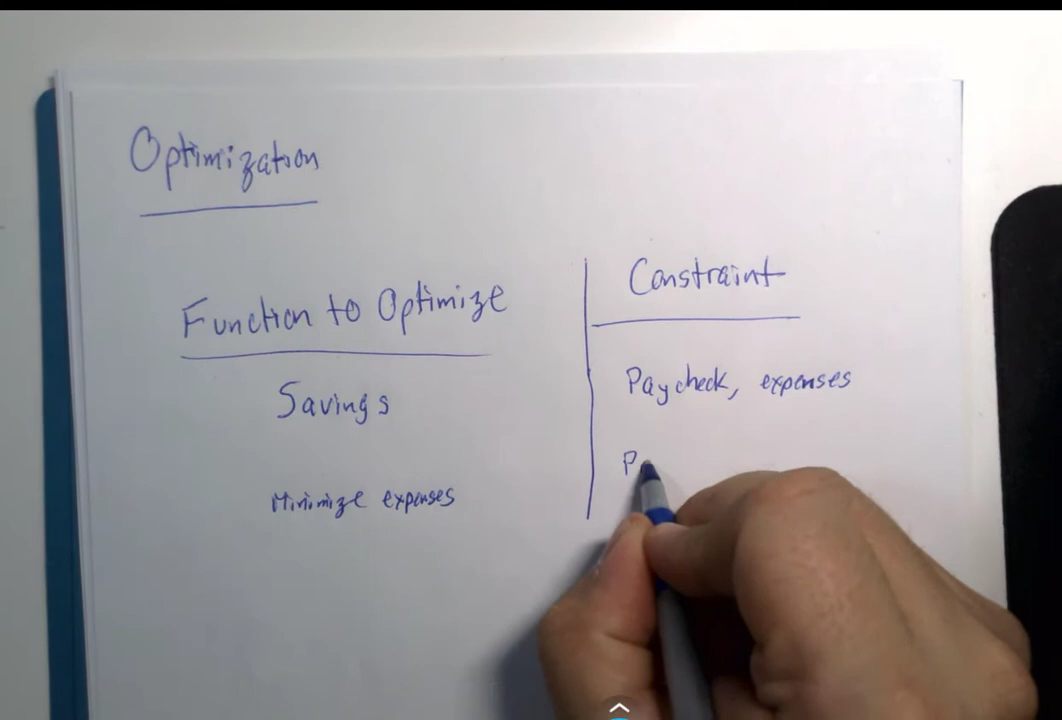 Optimization
Function to Optimize
Savings
Minimize expenses
Constraint
Paycheck, expenses
P